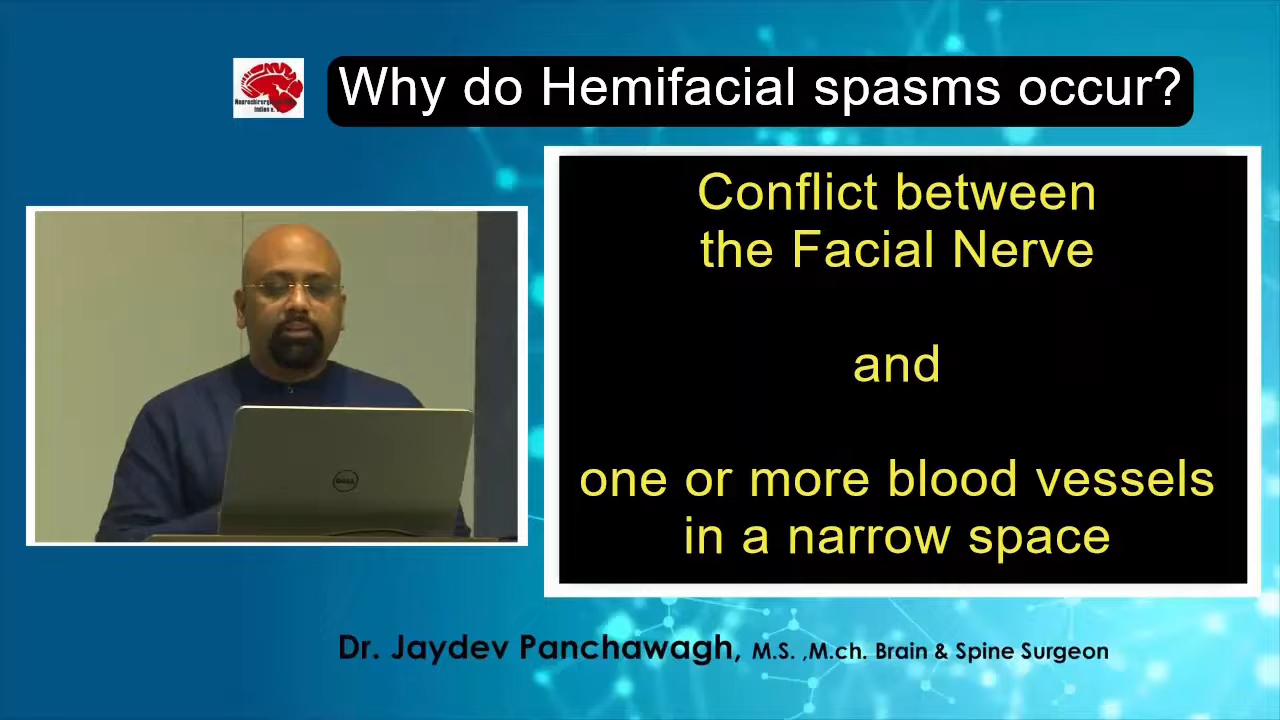 Why do Hemifacial spasms occur?
Conflict between
the Facial Nerve
and
one or more blood vessels
in a narrow space
DELL
Dr. Jaydev Panchawagh, M.S. ,M.ch. Brain & Spine Surgeon